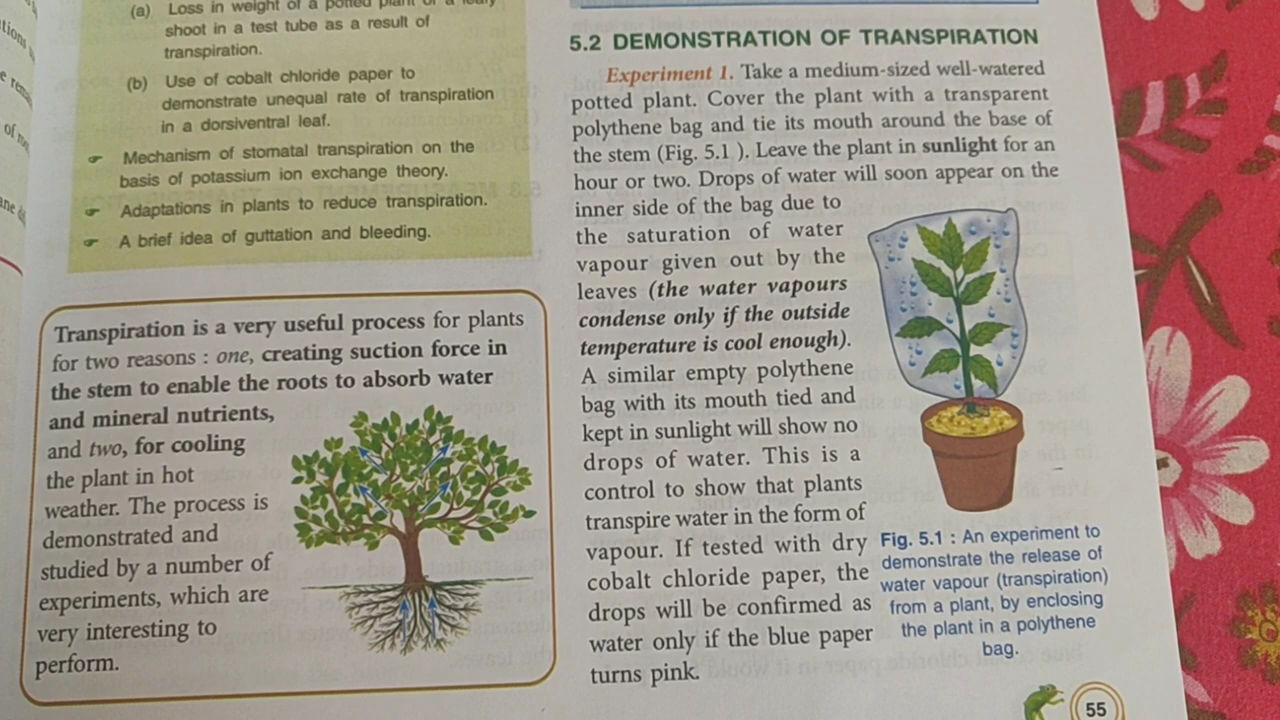 (a) Loss in weight of a potted plant or a leafy
shoot in a test tube as a result of
transpiration.
(b) Use of cobalt chloride paper to
demonstrate unequal rate of transpiration
in a dorsiventral leaf.
Mechanism of stomatal transpiration on the
basis of potassium ion exchange theory.
Adaptations in plants to reduce transpiration.
A brief idea of guttation and bleeding.
Transpiration is a very useful process for plants
for two reasons : one, creating suction force in
the stem to enable the roots to absorb water
and mineral nutrients,
and two, for cooling
the plant in hot
weather. The process is
demonstrated and
studied by a number of
experiments, which are
very interesting to
perform.
5.2 DEMONSTRATION OF TRANSPIRATION
Experiment 1. Take a medium-sized well-watered
potted plant. Cover the plant with a transparent
polythene bag and tie its mouth around the base of
the stem (Fig. 5.1 ). Leave the plant in sunlight for an
hour or two. Drops of water will soon appear on the
inner side of the bag due to
the saturation of water
vapour given out by the
leaves (the water vapours
condense only if the outside
temperature is cool enough).
A similar empty polythene
bag with its mouth tied and
kept in sunlight will show no
drops of water. This is a
control to show that plants
transpire water in the form of
vapour. If tested with dry
cobalt chloride paper, the
drops will be confirmed as
water only if the blue paper
turns pink.
Fig. 5.1 : An experiment to
demonstrate the release of
water vapour (transpiration)
from a plant, by enclosing
the plant in a polythene
bag.
55